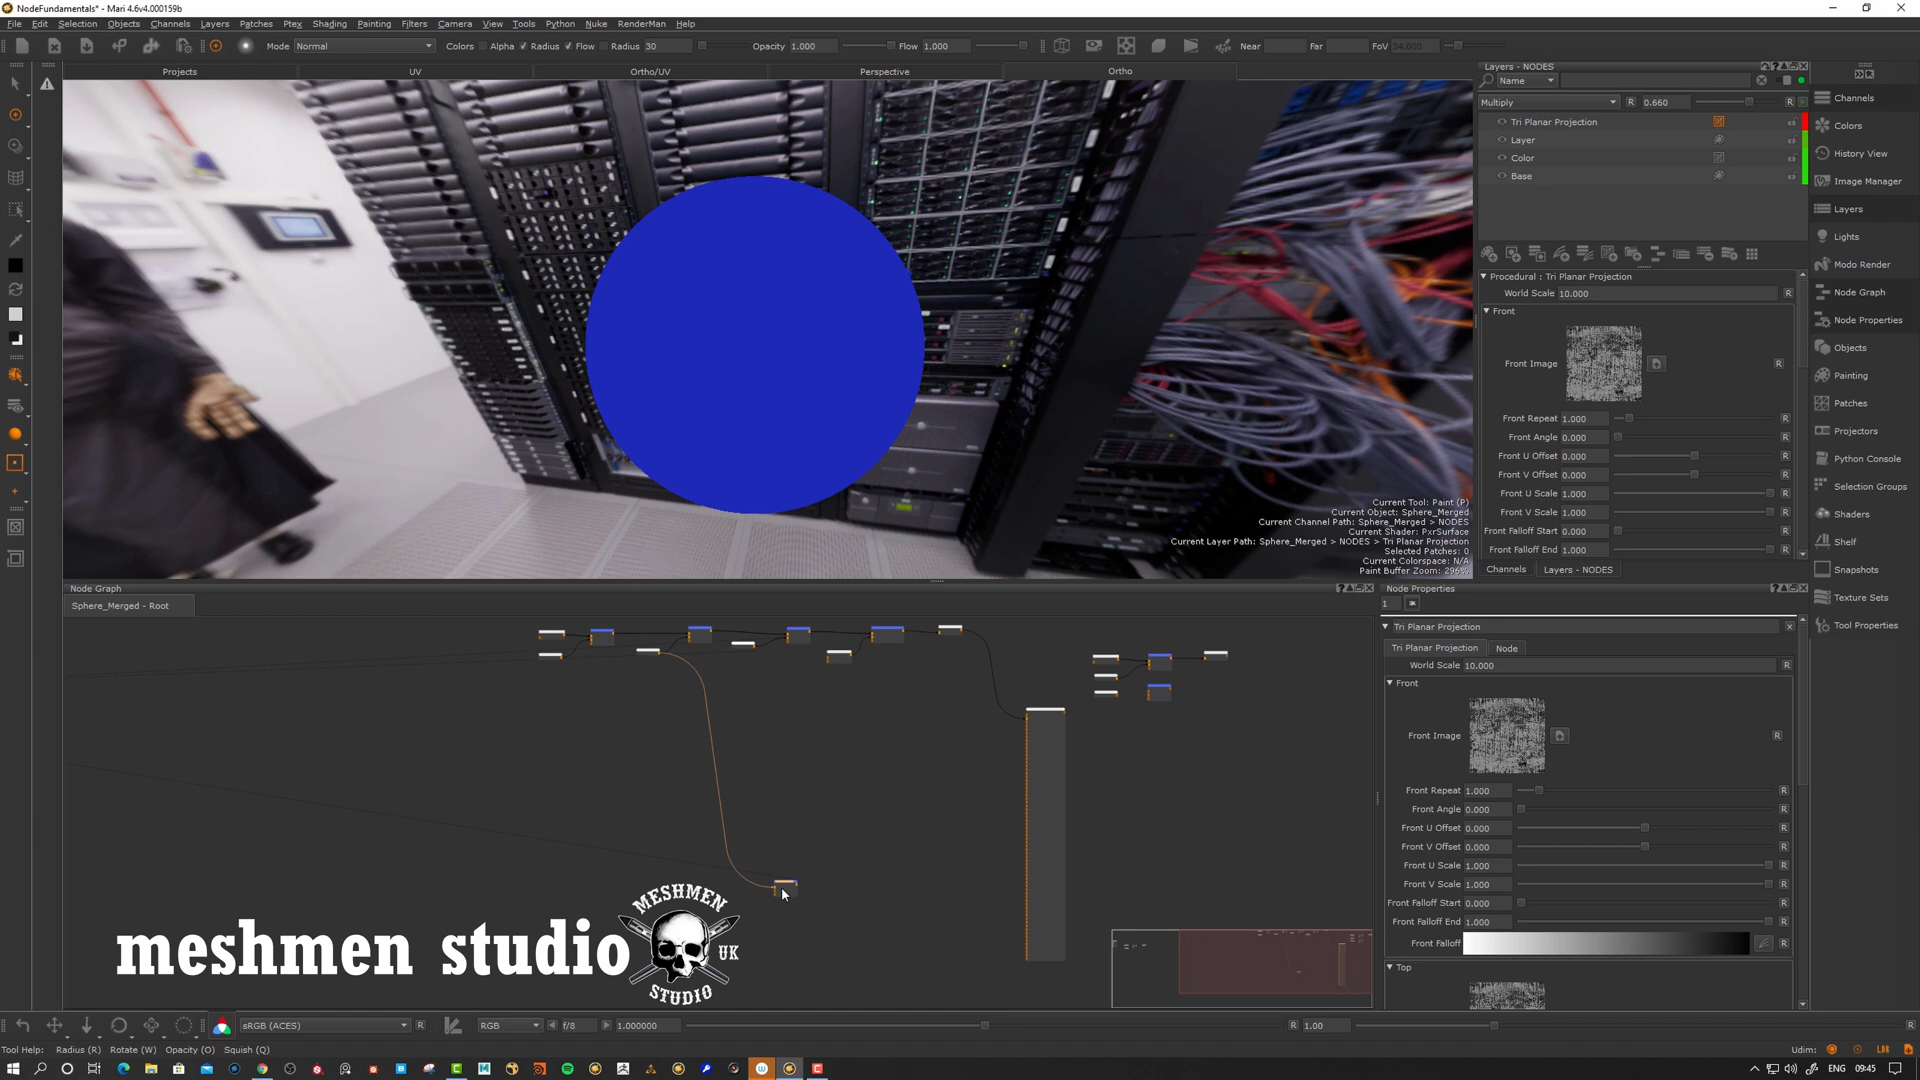 NodeFundamentals* - Mari 4.6v4.000159b
File Edit Selection Objects Channels Layers Patches Ptex Shading Painting Filters Camera View Tools Python Nuke RenderMan Help
Mode Normal Colors Alpha Radius Flow Radius 30 Opacity 1.000 Flow 1.000 Near Far FoV 34.000
Projects UV Ortho/UV Perspective Ortho
Current Tool: Paint (P)
Current Object: Sphere_Merged
Current Channel Path: Sphere_Merged > NODES
Current Shader: PxrSurface
Current Layer Path: Sphere_Merged > NODES > Tri Planar Projection
Selected Patches: 0
Current Colorspace: N/A
Paint Buffer Zoom: 296%
Layers - NODES
Name
Multiply R 0.660 R
Tri Planar Projection
Layer
Color
Base
Procedural : Tri Planar Projection
World Scale 10.000 R
Front
Front Image R
Front Repeat 1.000 R
Front Angle 0.000 R
Front U Offset 0.000 R
Front V Offset 0.000 R
Front U Scale 1.000 R
Front V Scale 1.000 R
Front Falloff Start 0.000 R
Front Falloff End 1.000 R
Channels Layers - NODES
Channels
Colors
History View
Image Manager
Layers
Lights
Modo Render
Node Graph
Node Properties
Objects
Painting
Patches
Projectors
Python Console
Selection Groups
Shaders
Shelf
Snapshots
Texture Sets
Tool Properties
Node Graph
Sphere_Merged - Root
meshmen studio
MESHMEN
UK
STUDIO
Node Properties
1
Tri Planar Projection
Tri Planar Projection Node
World Scale 10.000 R
Front
Front Image R
Front Repeat 1.000 R
Front Angle 0.000 R
Front U Offset 0.000 R
Front V Offset 0.000 R
Front U Scale 1.000 R
Front V Scale 1.000 R
Front Falloff Start 0.000 R
Front Falloff End 1.000 R
Front Falloff R
Top
sRGB (ACES) R RGB f/8 1.000000 R 1.00 R
Tool Help: Radius (R) Rotate (W) Opacity (O) Squish (Q) Udim:
ENG 09:45